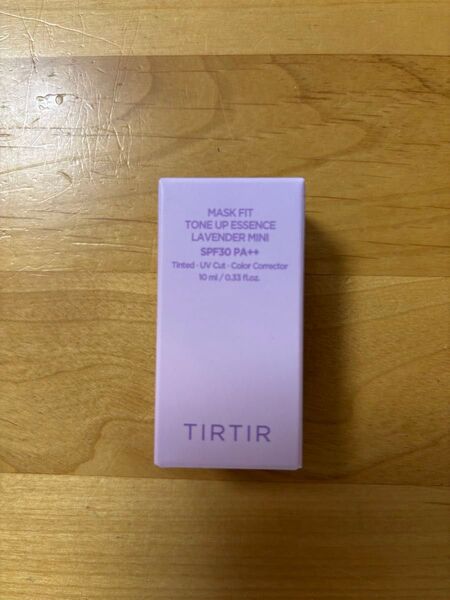 MASK FIT
TONE UP ESSENCE
LAVENDER MINI
SPF30 PA++
Tinted · UV Cut · Color Corrector
10 ml / 0.33 fl.oz.
TIRTIR